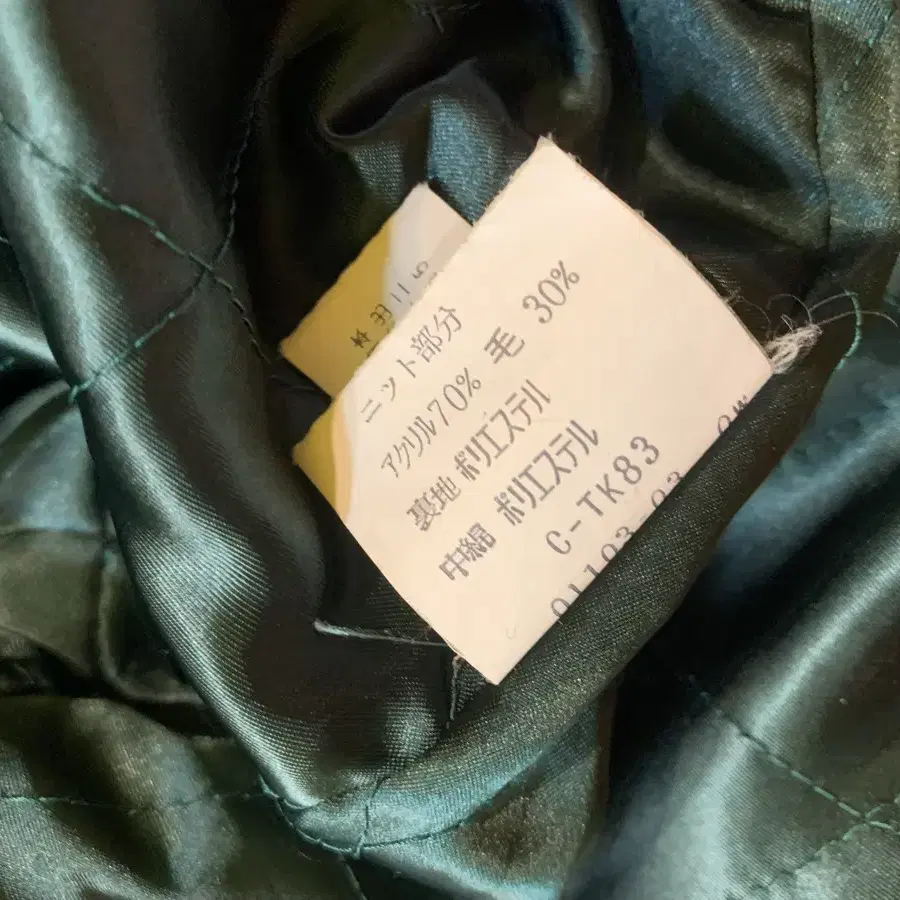 ニット部分
アクリル70% 毛 30%
裏地 ポリエステル
中綿 ポリエステル
C-TK83